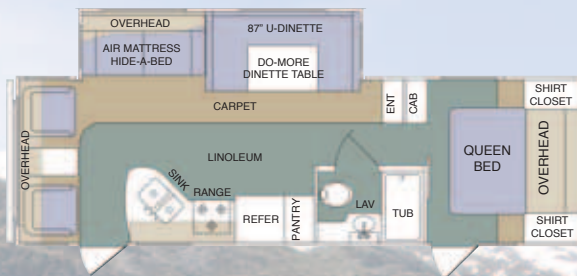 OVERHEAD
87" U-DINETTE
AIR MATTRESS
HIDE-A-BED
DO-MORE
DINETTE TABLE
CARPET
ENT
CAB
SHIRT
CLOSET
OVERHEAD
LINOLEUM
QUEEN
BED
OVERHEAD
SINK
RANGE
REFER
PANTRY
LAV
TUB
SHIRT
CLOSET